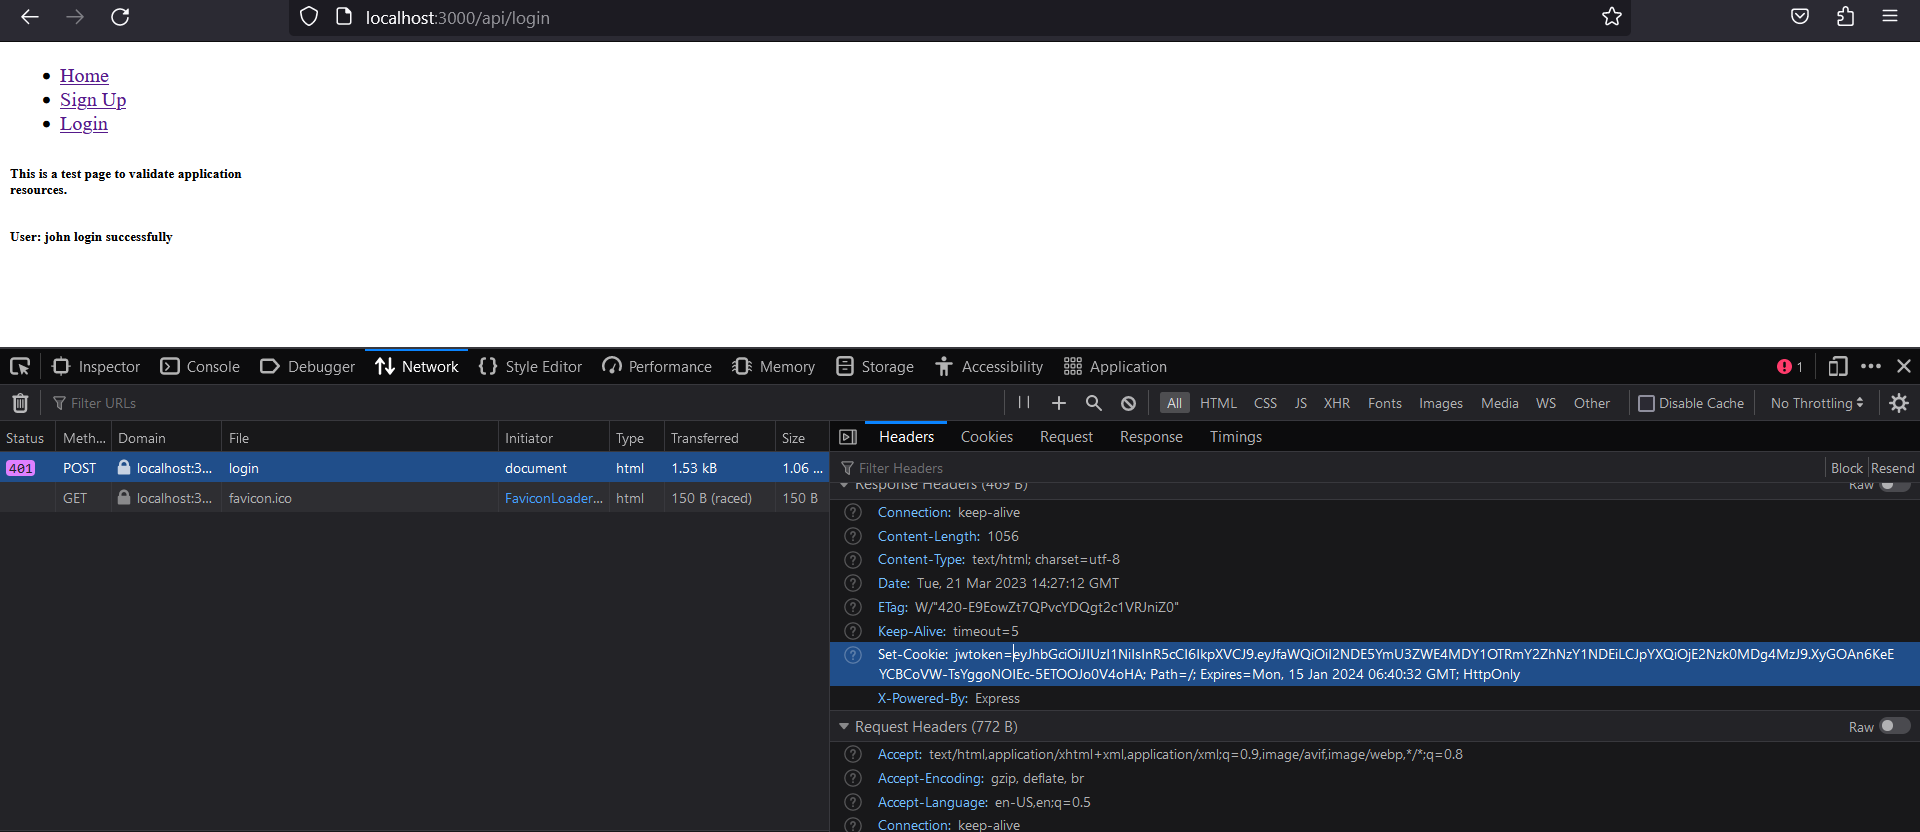 localhost:3000/api/login
Home
Sign Up
Login
This is a test page to validate application
resources.
User: john login successfully
Inspector Console Debugger Network Style Editor Performance Memory Storage Accessibility Application 1
Filter URLs All HTML CSS JS XHR Fonts Images Media WS Other Disable Cache No Throttling
Status Meth... Domain File Initiator Type Transferred Size
401 POST localhost:3... login document html 1.53 kB 1.06 ...
GET localhost:3... favicon.ico FaviconLoader... html 150 B (raced) 150 B
Headers Cookies Request Response Timings
Filter Headers Block Resend
Response Headers (469 B) Raw
Connection: keep-alive
Content-Length: 1056
Content-Type: text/html; charset=utf-8
Date: Tue, 21 Mar 2023 14:27:12 GMT
ETag: W/"420-E9EowZt7QPvcYDQgt2c1VRJniZ0"
Keep-Alive: timeout=5
Set-Cookie: jwtoken=eyJhbGciOiJIUzI1NiIsInR5cCI6IkpXVCJ9.eyJfaWQiOiI2NDE5YmU3ZWE4MDY1OTRmY2ZhNzY1NDEiLCJpYXQiOjE2Nzk0MDg4MzJ9.XyGOAn6KeE
YCBCoVW-TsYggoNOIEc-5ETOOJo0V4oHA; Path=/; Expires=Mon, 15 Jan 2024 06:40:32 GMT; HttpOnly
X-Powered-By: Express
Request Headers (772 B) Raw
Accept: text/html,application/xhtml+xml,application/xml;q=0.9,image/avif,image/webp,*/*;q=0.8
Accept-Encoding: gzip, deflate, br
Accept-Language: en-US,en;q=0.5
Connection: keep-alive